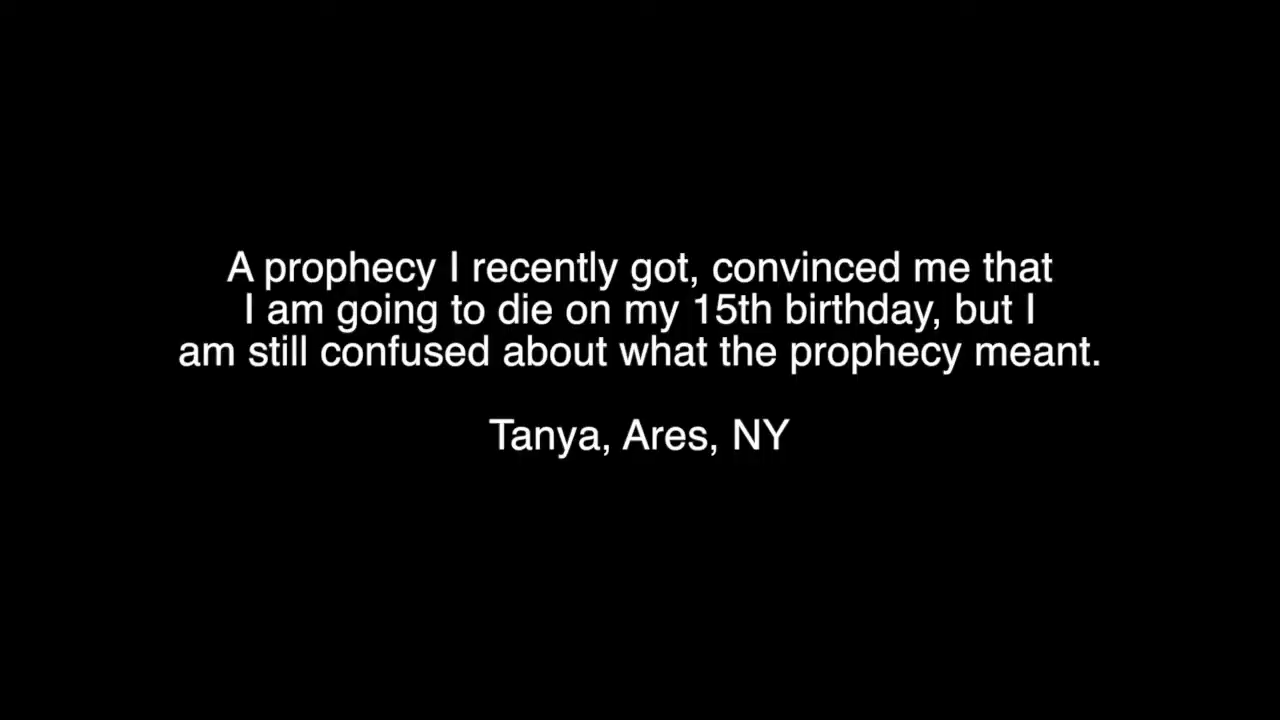 A prophecy I recently got, convinced me that
I am going to die on my 15th birthday, but I
am still confused about what the prophecy meant.
Tanya, Ares, NY